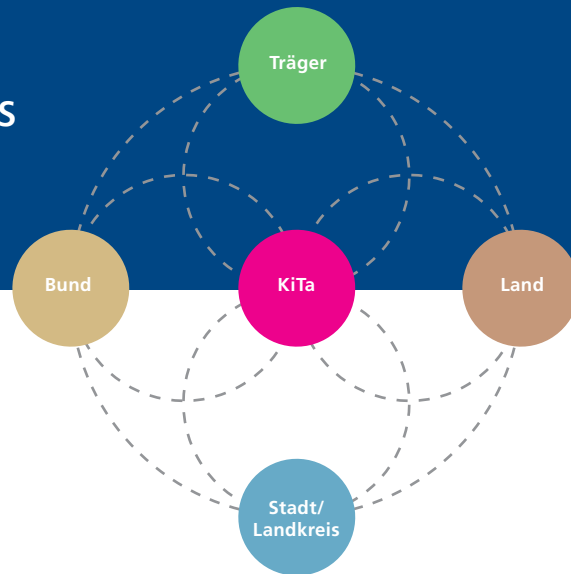 Träger
s
Bund
KiTa
Land
Stadt/
Landkreis